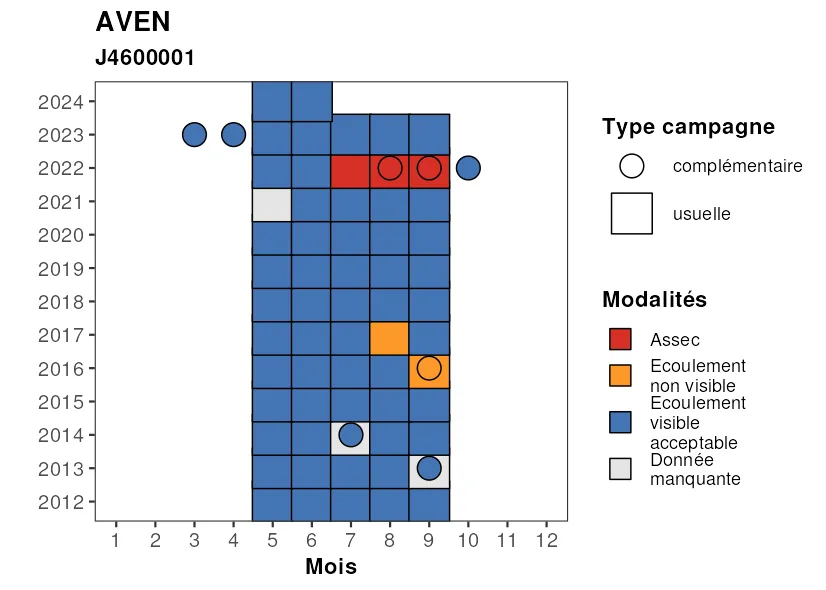 AVEN
J4600001
2024
2023
2022
2021
2020
2019
2018
2017
2016
2015
2014
2013
2012
1 2 3 4 5 6 7 8 9 10 11 12
Mois
Type campagne
complémentaire
usuelle
Modalités
Assec
Ecoulement
non visible
Ecoulement
visible
acceptable
Donnée
manquante